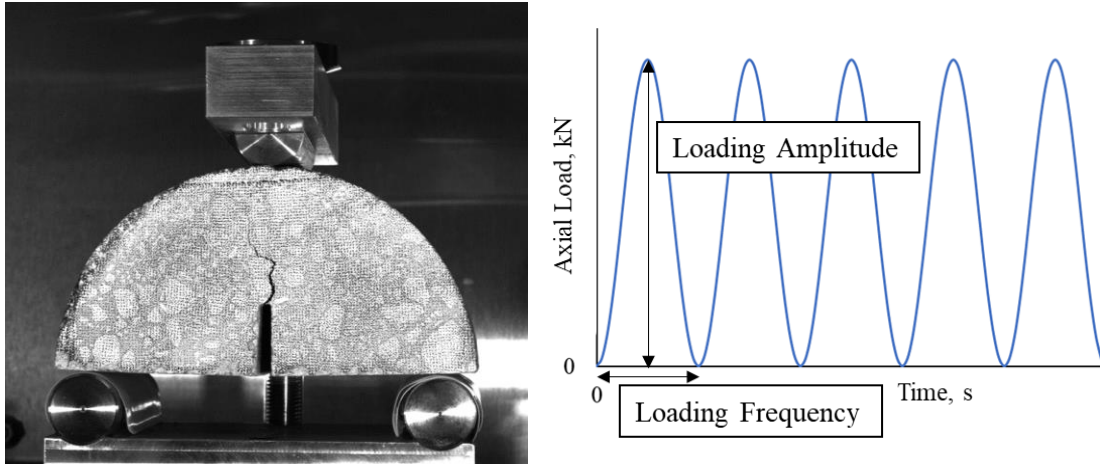 Axial Load, kN
Loading Amplitude
0
0
Time, s
Loading Frequency